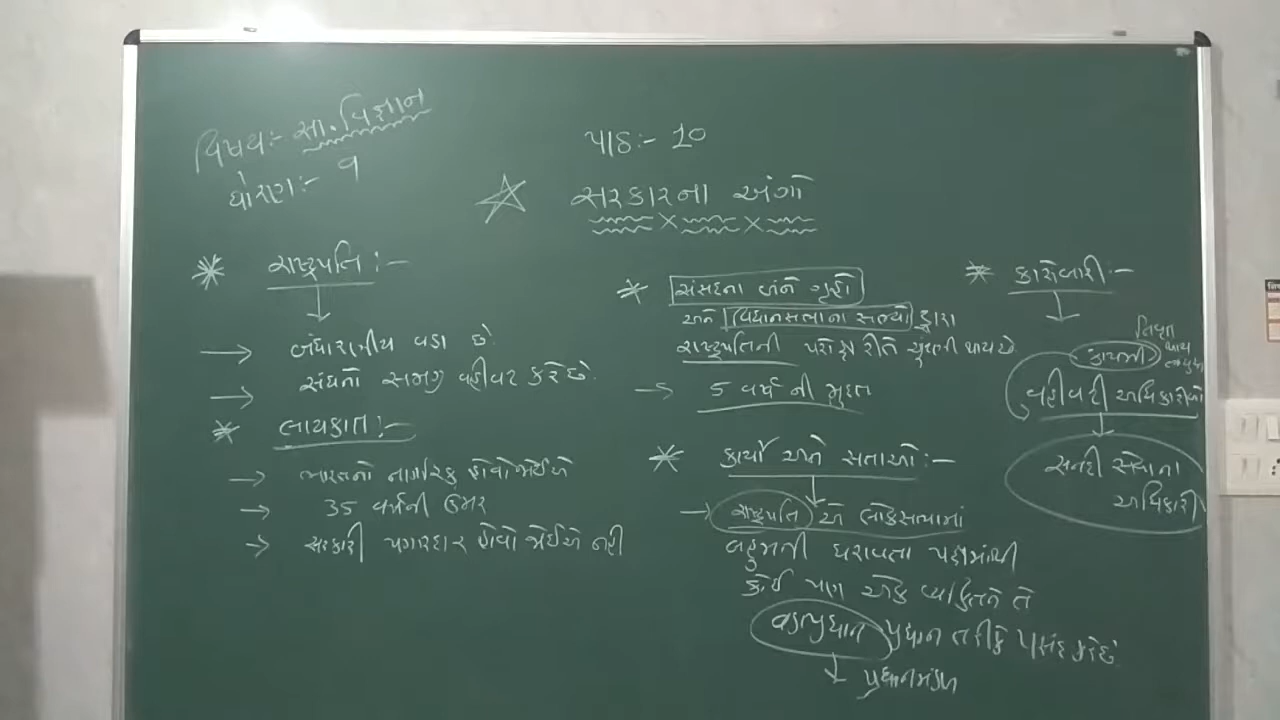 વિષય:- સા.વિજ્ઞાન
ધોરણ:- ૧
પાઠ:- 10
સરકારના અંગો
* રાષ્ટ્રપતિ:-
→ બંધારણીય વડા છે.
→ સંઘનો સમગ્ર વહીવટ કરે છે.
* લાયકાત:-
→ ભારતનો નાગરિક હોવો જોઈએ
→ 35 વર્ષની ઉંમર
→ સરકારી પગારદાર હોવો જોઈએ નહી
* સંસદના બંને ગૃહો
અને વિધાનસભાના સભ્યો દ્વારા
રાષ્ટ્રપતિની પરોક્ષ રીતે ચૂંટણી થાય છે.
→ 5 વર્ષ ની મુદત
* કાર્યો અને સતાઓ:-
→ રાષ્ટ્રપતિ એ લોકસભામાં
બહુમતી ધરાવતા પક્ષમાંથી
કોઈ પણ એક વ્યક્તિને તે
વડાપ્રધાન પ્રધાન તરીકે પસંદ કરે છે
↓ પ્રધાનમંડળ
* કારોબારી:-
કાયમી
વહીવટી અધિકારીઓ
સનદી સેવાના
અધિકારી